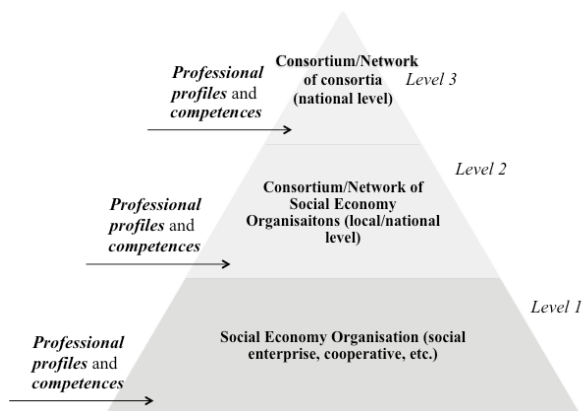 Consortium/Network
of consortia
(national level)
Level 3
Professional
profiles and
competences
Level 2
Consortium/Network of
Social Economy
Organisaitons (local/national
level)
Professional
profiles and
competences
Level 1
Social Economy Organisation (social
enterprise, cooperative, etc.)
Professional
profiles and
competences